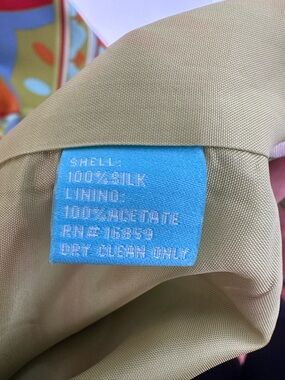 SHELL:
100% SILK
LINING:
100% ACETATE
RN# 16859
DRY CLEAN ONLY